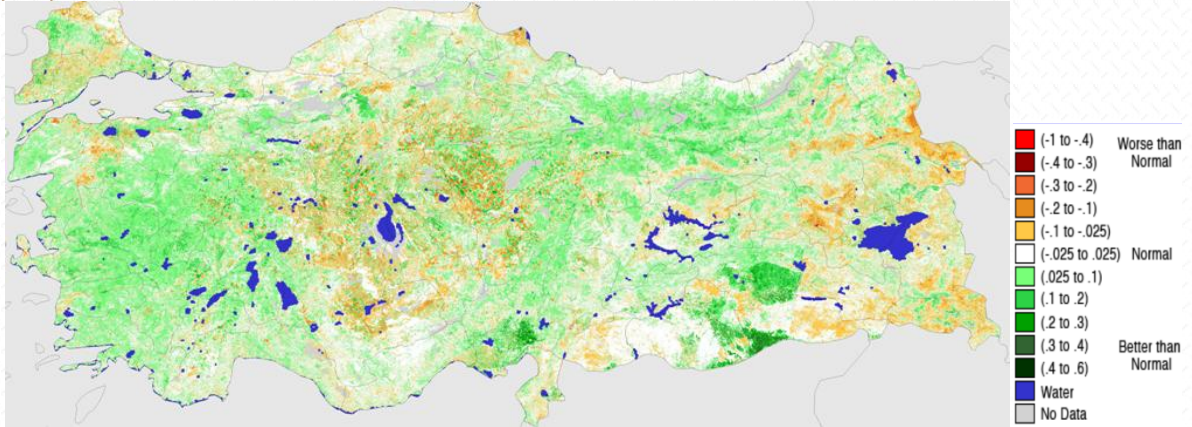 (-1 to -.4)
Worse than
Normal
(-.4 to -.3)
(-.3 to -.2)
(-.2 to -.1)
(-.1 to -.025)
(-.025 to .025) Normal
(.025 to .1)
(.1 to .2)
(.2 to .3)
(.3 to .4)
Better than
Normal
(.4 to .6)
Water
No Data